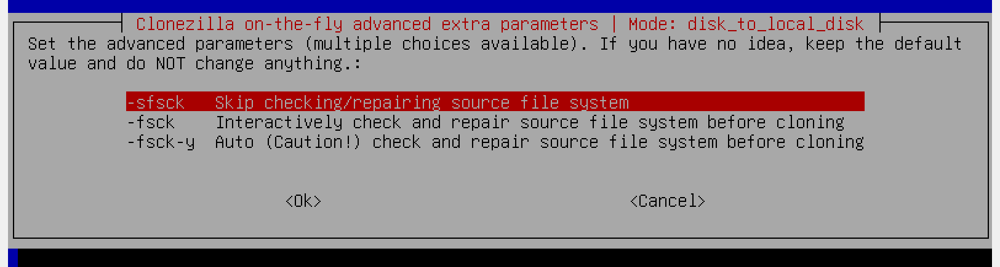 Clonezilla on-the-fly advanced extra parameters | Mode: disk_to_local_disk
Set the advanced parameters (multiple choices available). If you have no idea, keep the default
value and do NOT change anything.:
-sfsck Skip checking/repairing source file system
-fsck Interactively check and repair source file system before cloning
-fsck-y Auto (Caution!) check and repair source file system before cloning
<Ok> <Cancel>